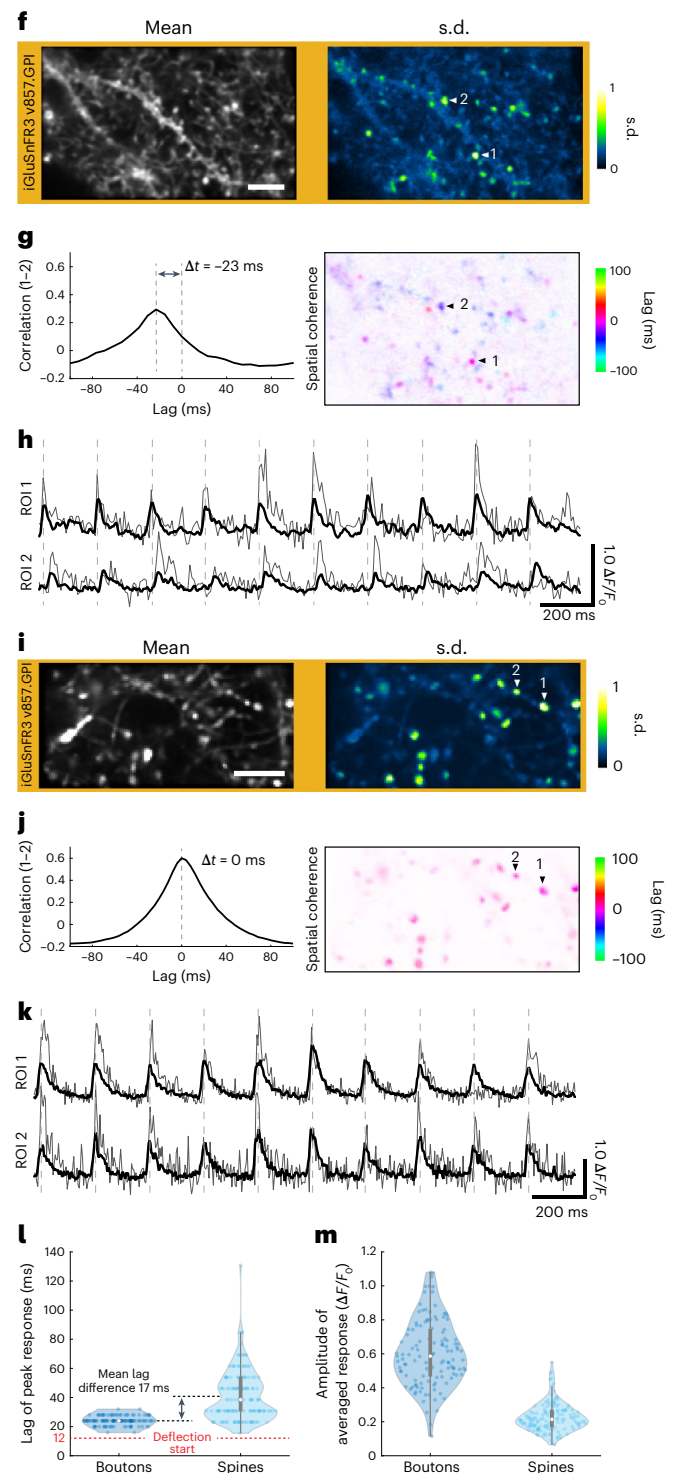 f
Mean
s.d.
iGluSnFR3 v857.GPI
2
1
1
0
s.d.
g
Correlation (1–2)
0.6
0.4
0.2
0
−0.2
Δt = −23 ms
−80
−40
0
40
80
Lag (ms)
Spatial coherence
2
1
100
0
−100
Lag (ms)
h
ROI 1
ROI 2
1.0 ΔF/F0
200 ms
i
Mean
s.d.
iGluSnFR3 v857.GPI
2
1
1
0
s.d.
j
Correlation (1–2)
0.6
0.4
0.2
0
−0.2
Δt = 0 ms
−80
−40
0
40
80
Lag (ms)
Spatial coherence
2
1
100
0
−100
Lag (ms)
k
ROI 1
ROI 2
1.0 ΔF/F0
200 ms
l
Lag of peak response (ms)
140
120
100
80
60
40
20
12
0
Mean lag
difference 17 ms
Deflection
start
Boutons
Spines
m
Amplitude of
averaged response (ΔF/F0)
1.2
1.0
0.8
0.6
0.4
0.2
0
Boutons
Spines